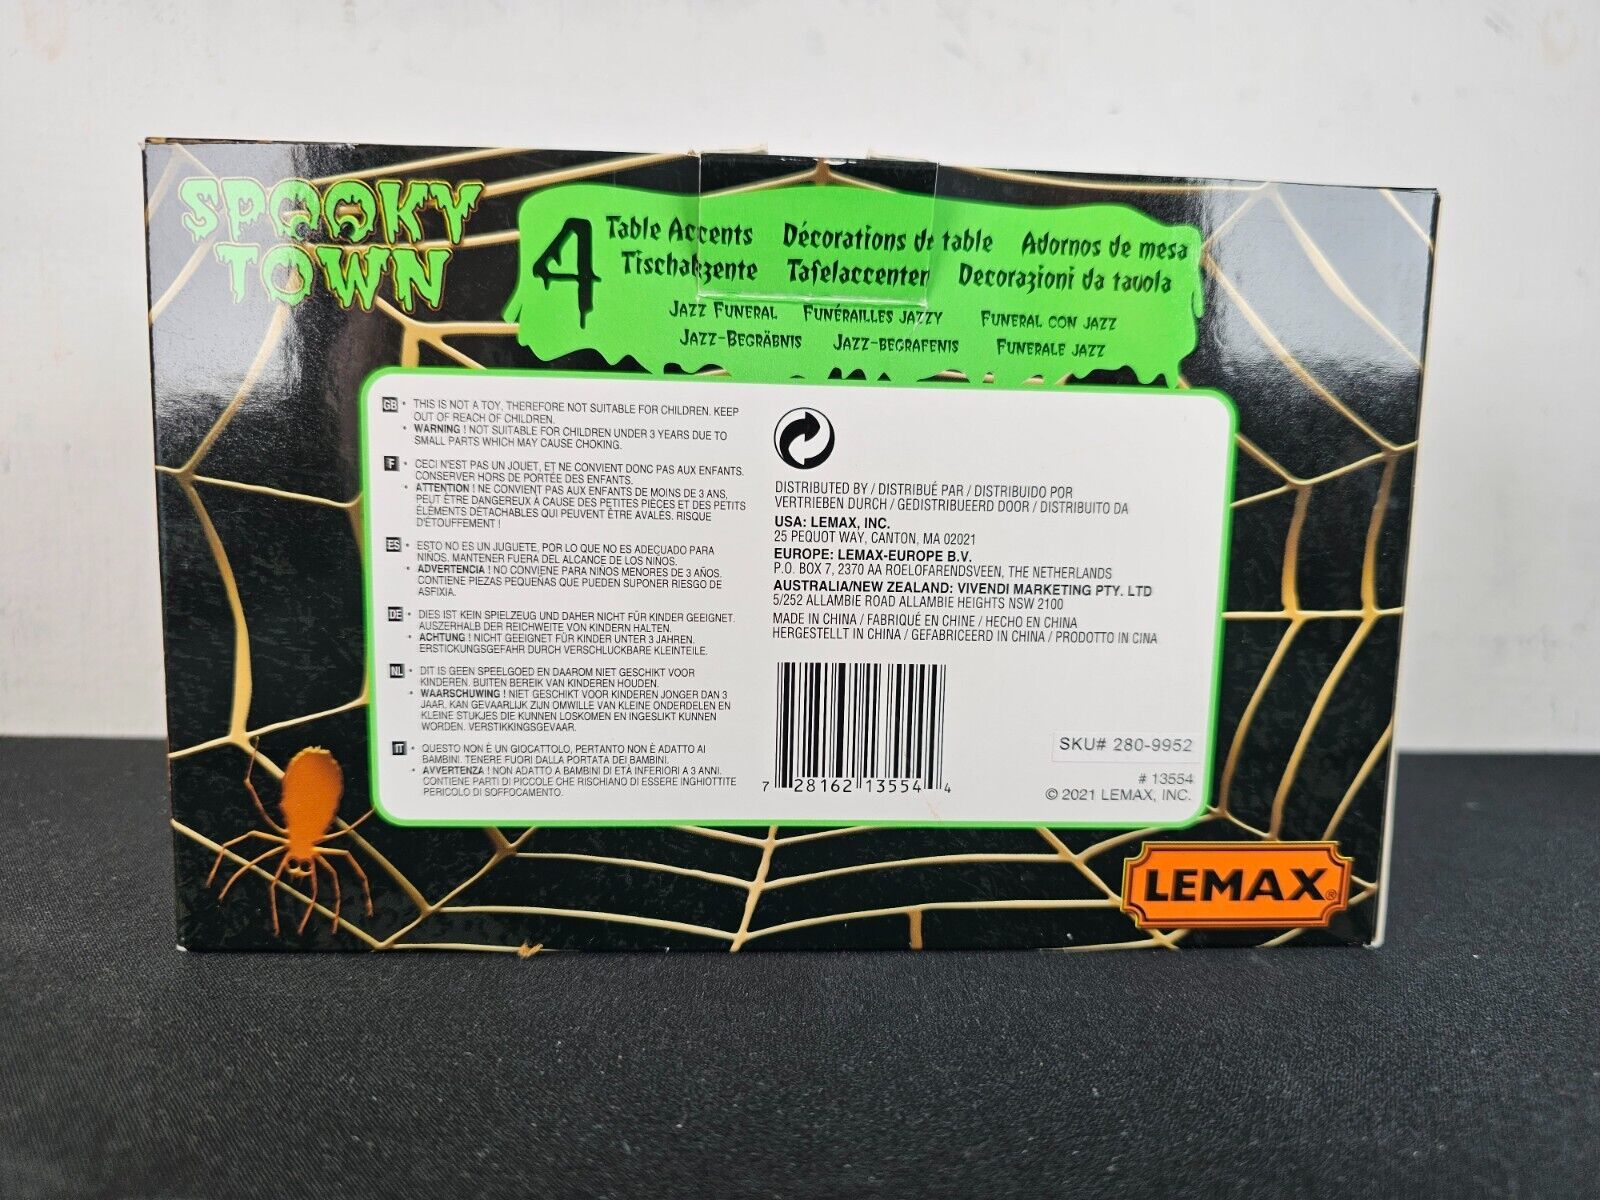 SPOOKY
TOWN
4
Table Accents
Décorations de table
Adornos de mesa
Tischakzente
Tafelaccenten
Decorazioni da tavola
JAZZ FUNERAL
FUNÉRAILLES JAZZY
FUNERAL CON JAZZ
JAZZ-BEGRÄBNIS
JAZZ-BEGRAFENIS
FUNERALE JAZZ
GB • THIS IS NOT A TOY, THEREFORE NOT SUITABLE FOR CHILDREN. KEEP
OUT OF REACH OF CHILDREN.
• WARNING ! NOT SUITABLE FOR CHILDREN UNDER 3 YEARS DUE TO
SMALL PARTS WHICH MAY CAUSE CHOKING.
F • CECI N'EST PAS UN JOUET, ET NE CONVIENT DONC PAS AUX ENFANTS.
CONSERVER HORS DE PORTÉE DES ENFANTS.
• ATTENTION ! NE CONVIENT PAS AUX ENFANTS DE MOINS DE 3 ANS,
PEUT ÊTRE DANGEREUX À CAUSE DES PETITES PIÈCES ET DES PETITS
ÉLÉMENTS DÉTACHABLES QUI PEUVENT ÊTRE AVALÉS. RISQUE
D'ÉTOUFFEMENT !
ES • ESTO NO ES UN JUGUETE, POR LO QUE NO ES ADECUADO PARA
NIÑOS. MANTENER FUERA DEL ALCANCE DE LOS NIÑOS.
• ADVERTENCIA ! NO CONVIENE PARA NIÑOS MENORES DE 3 AÑOS.
CONTIENE PIEZAS PEQUEÑAS QUE PUEDEN SUPONER RIESGO DE
ASFIXIA.
DE • DIES IST KEIN SPIELZEUG UND DAHER NICHT FÜR KINDER GEEIGNET.
AUSZERHALB DER REICHWEITE VON KINDERN HALTEN.
• ACHTUNG ! NICHT GEEIGNET FÜR KINDER UNTER 3 JAHREN.
ERSTICKUNGSGEFAHR DURCH VERSCHLUCKBARE KLEINTEILE.
NL • DIT IS GEEN SPEELGOED EN DAAROM NIET GESCHIKT VOOR
KINDEREN. BUITEN BEREIK VAN KINDEREN HOUDEN.
• WAARSCHUWING ! NIET GESCHIKT VOOR KINDEREN JONGER DAN 3
JAAR. KAN GEVAARLIJK ZIJN OMWILLE VAN KLEINE ONDERDELEN EN
KLEINE STUKJES DIE KUNNEN LOSKOMEN EN INGESLIKT KUNNEN
WORDEN. VERSTIKKINGSGEVAAR.
IT • QUESTO NON È UN GIOCATTOLO, PERTANTO NON È ADATTO AI
BAMBINI. TENERE FUORI DALLA PORTATA DEI BAMBINI.
• AVVERTENZA ! NON ADATTO A BAMBINI DI ETÀ INFERIORI A 3 ANNI.
CONTIENE PARTI DI PICCOLE CHE RISCHIANO DI ESSERE INGHIOTTITE
PERICOLO DI SOFFOCAMENTO.
DISTRIBUTED BY / DISTRIBUÉ PAR / DISTRIBUIDO POR
VERTRIEBEN DURCH / GEDISTRIBUEERD DOOR / DISTRIBUITO DA
USA: LEMAX, INC.
25 PEQUOT WAY, CANTON, MA 02021
EUROPE: LEMAX-EUROPE B.V.
P.O. BOX 7, 2370 AA ROELOFARENDSVEEN, THE NETHERLANDS
AUSTRALIA/NEW ZEALAND: VIVENDI MARKETING PTY. LTD
5/252 ALLAMBIE ROAD ALLAMBIE HEIGHTS NSW 2100
MADE IN CHINA / FABRIQUÉ EN CHINE / HECHO EN CHINA
HERGESTELLT IN CHINA / GEFABRICEERD IN CHINA / PRODOTTO IN CINA
7 28162 13554 4
SKU# 280-9952
# 13554
© 2021 LEMAX, INC.
LEMAX®